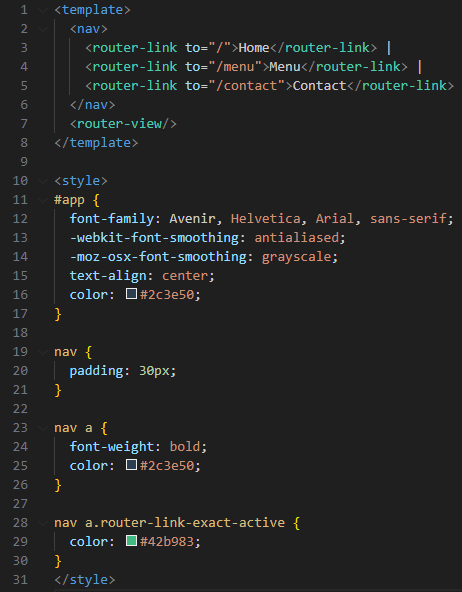 1 <template>
2   <nav>
3     <router-link to="/">Home</router-link> |
4     <router-link to="/menu">Menu</router-link> |
5     <router-link to="/contact">Contact</router-link>
6   </nav>
7   <router-view/>
8 </template>
9
10 <style>
11 #app {
12   font-family: Avenir, Helvetica, Arial, sans-serif;
13   -webkit-font-smoothing: antialiased;
14   -moz-osx-font-smoothing: grayscale;
15   text-align: center;
16   color: #2c3e50;
17 }
18
19 nav {
20   padding: 30px;
21 }
22
23 nav a {
24   font-weight: bold;
25   color: #2c3e50;
26 }
27
28 nav a.router-link-exact-active {
29   color: #42b983;
30 }
31 </style>